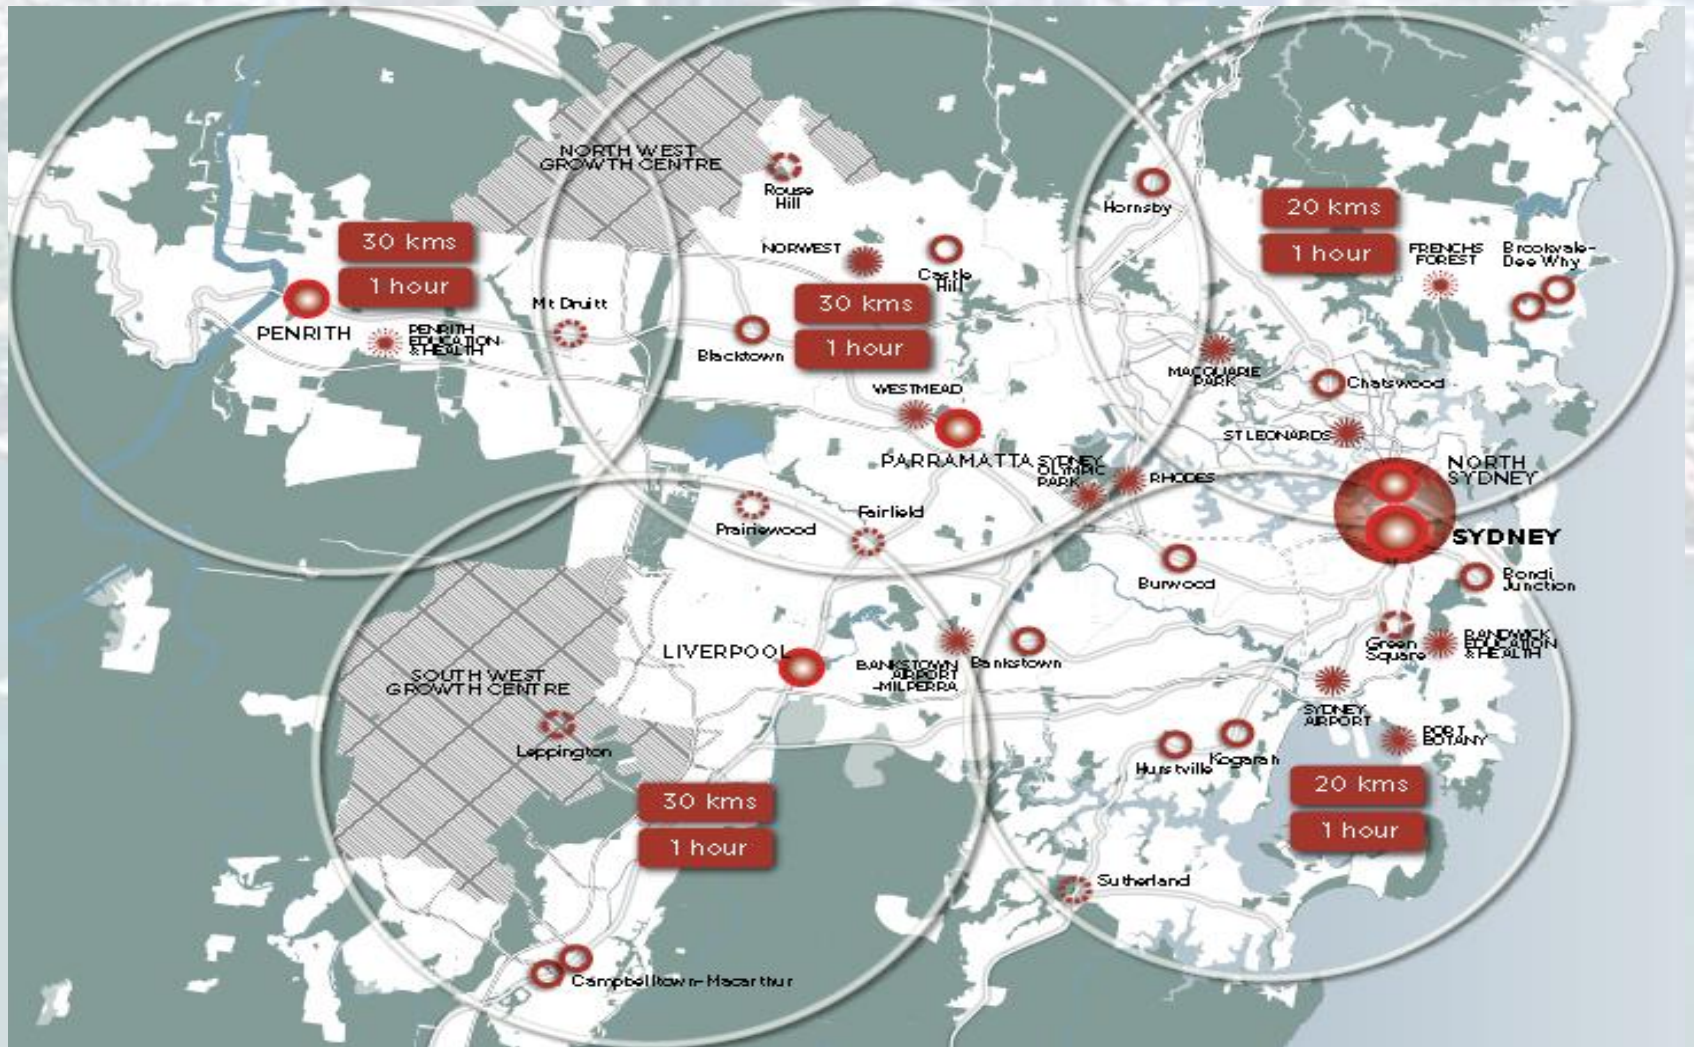 NORTH WEST
GROWTH CENTRE
Rouse
Hill
Hornsby
20 kms
1 hour
FRENCHS
FOREST
Brookvale-
Dee Why
30 kms
1 hour
NORWEST
Castle
Hill
PENRITH
PENRITH
EDUCATION
& HEALTH
Mt Druitt
Blacktown
30 kms
1 hour
MACQUARIE
PARK
Chatswood
WESTMEAD
PARRAMATTA
ST LEONARDS
SYDNEY
OLYMPIC
PARK
RHODES
NORTH
SYDNEY
SYDNEY
Prairiewood
Fairfield
Burwood
Bondi
Junction
LIVERPOOL
BANKSTOWN
AIRPORT
-MILPERRA
Bankstown
Green
Square
RANDWICK
EDUCATION
& HEALTH
SOUTH WEST
GROWTH CENTRE
Leppington
SYDNEY
AIRPORT
PORT
BOTANY
Hurstville
Kogarah
30 kms
1 hour
20 kms
1 hour
Sutherland
Campbelltown-Macarthur